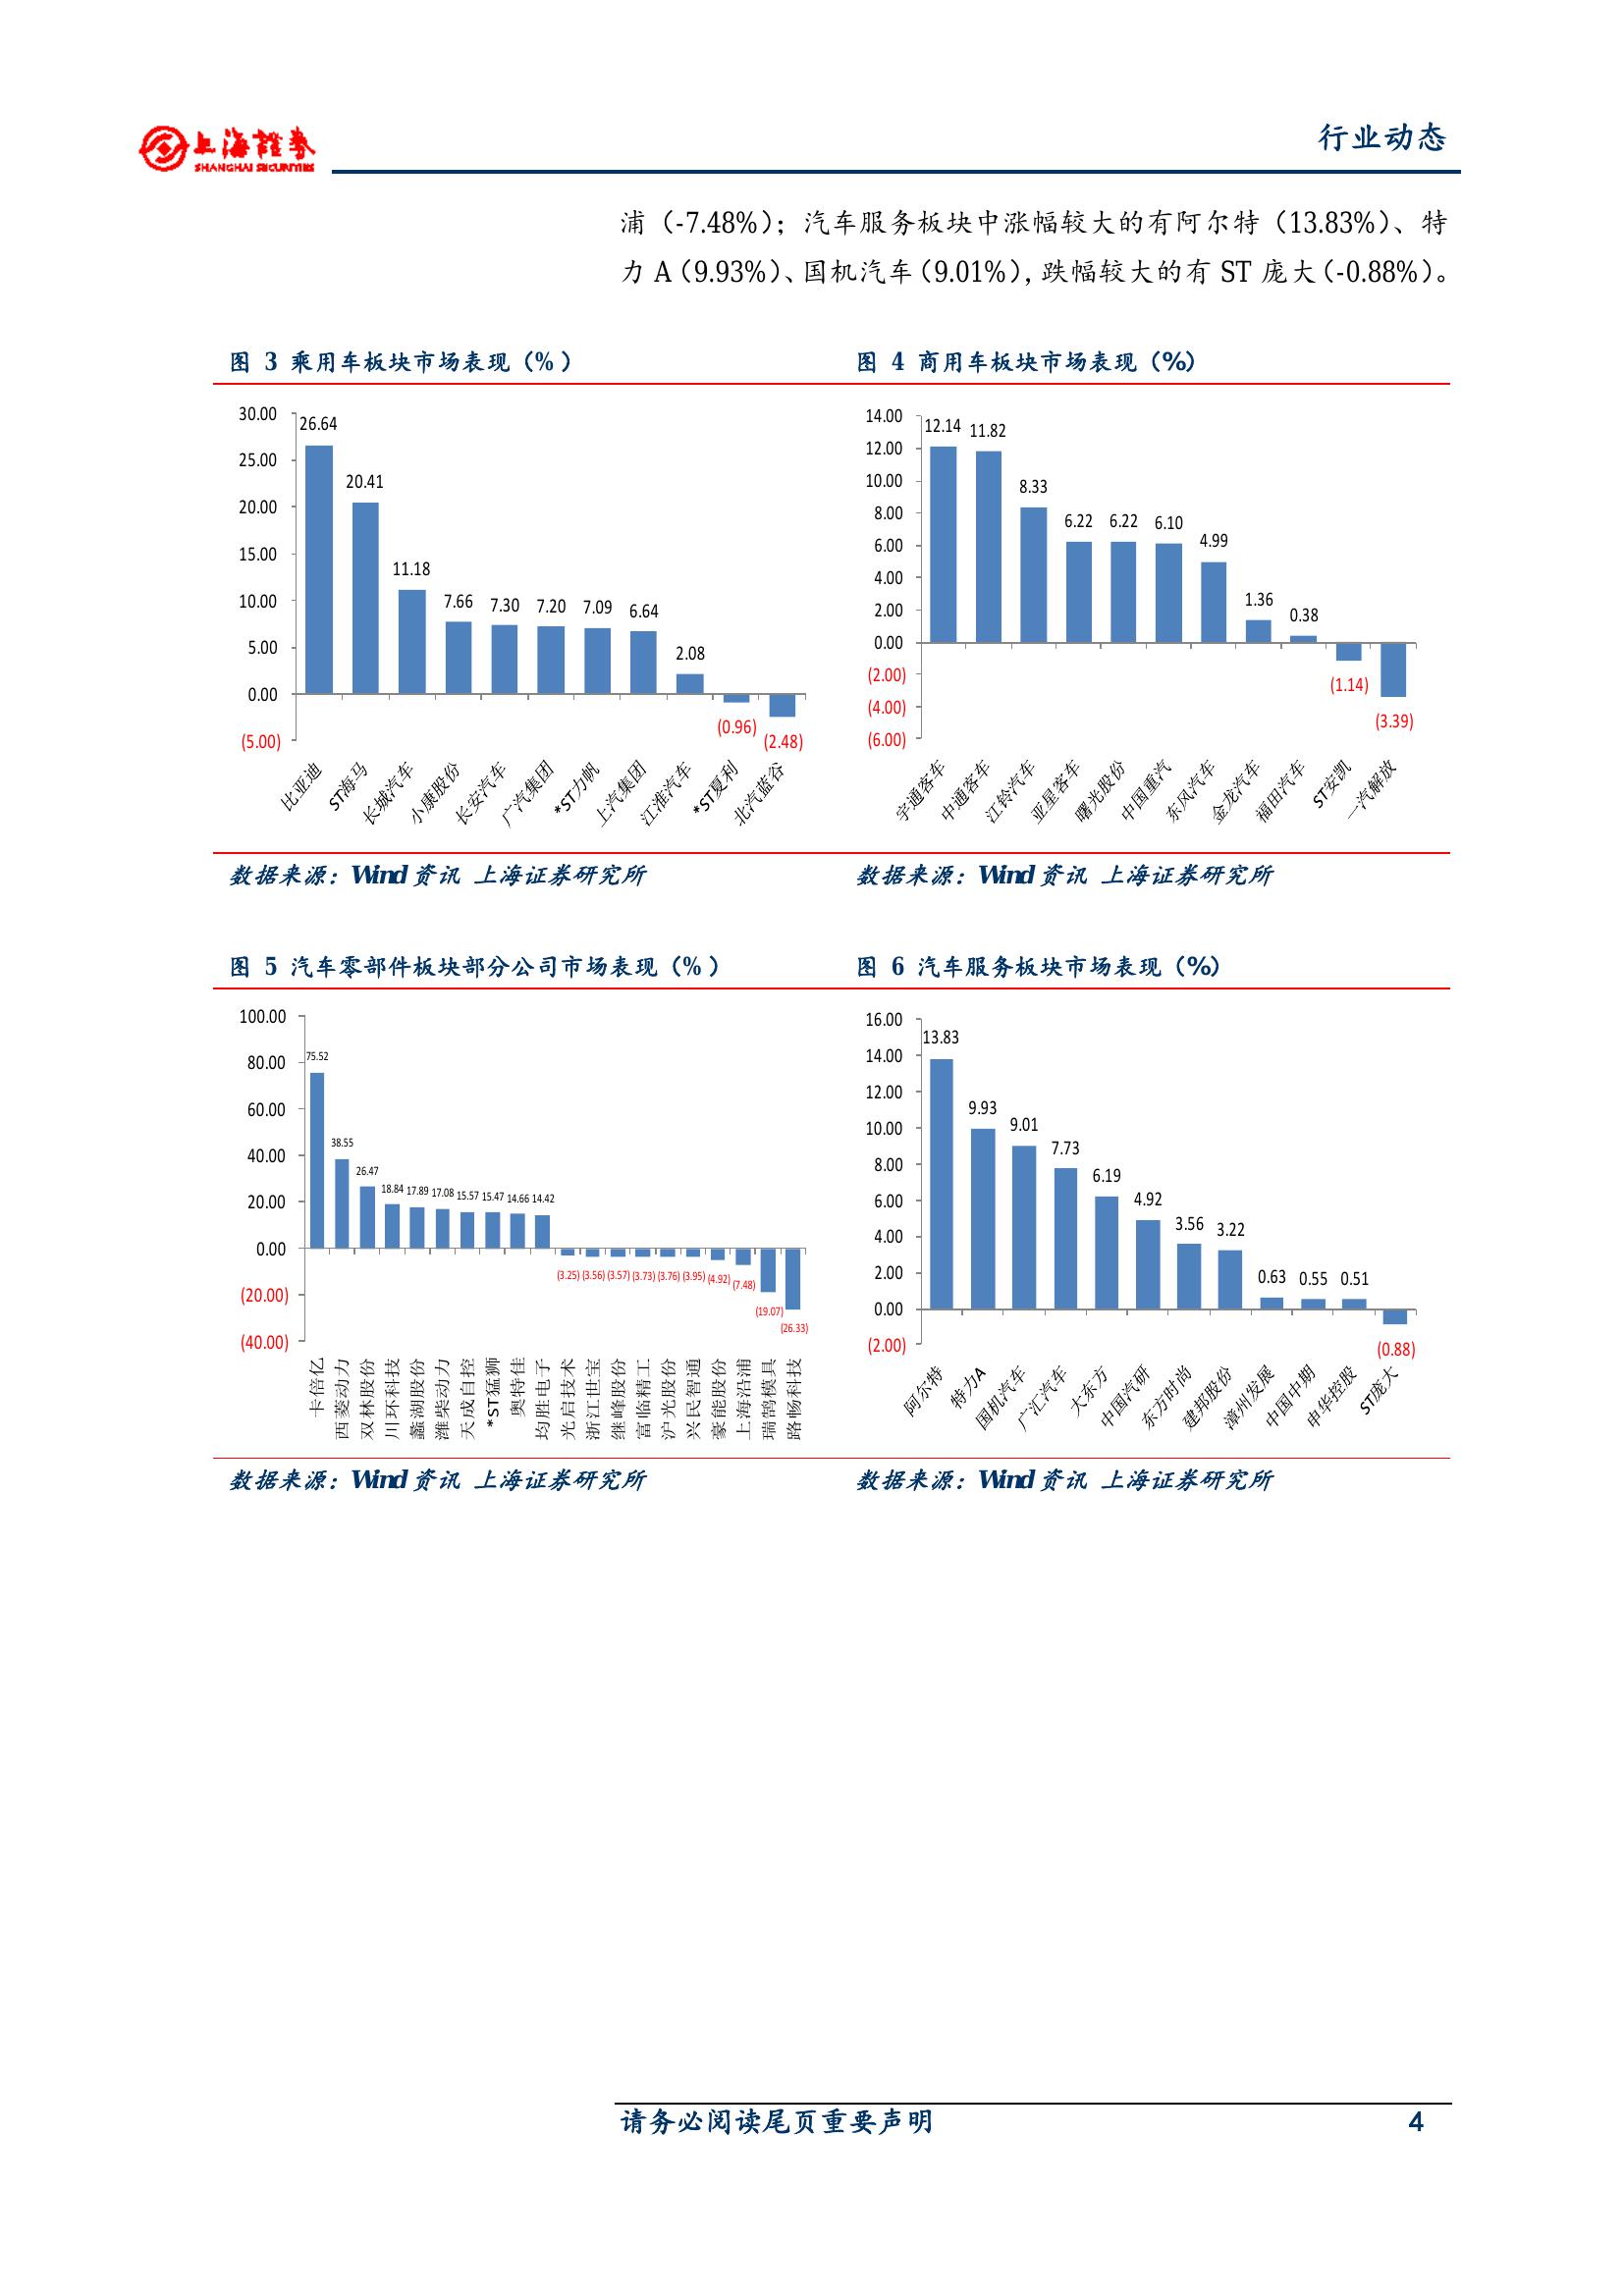 上海證券
SHANGHAI SECURITIES
行业动态
浦（-7.48%）；汽车服务板块中涨幅较大的有阿尔特（13.83%）、特
力 A（9.93%）、国机汽车（9.01%），跌幅较大的有 ST 庞大（-0.88%）。
图 3 乘用车板块市场表现（%）
30.00
25.00
20.00
15.00
10.00
5.00
0.00
(5.00)
26.64
20.41
11.18
7.66
7.30
7.20
7.09
6.64
2.08
(0.96)
(2.48)
比亚迪
ST海马
长城汽车
小康股份
长安汽车
广汽集团
*ST力帆
上汽集团
江淮汽车
*ST夏利
北汽蓝谷
数据来源：Wind 资讯 上海证券研究所
图 4 商用车板块市场表现（%）
14.00
12.00
10.00
8.00
6.00
4.00
2.00
0.00
(2.00)
(4.00)
(6.00)
12.14
11.82
8.33
6.22
6.22
6.10
4.99
1.36
0.38
(1.14)
(3.39)
宇通客车
中通客车
江铃汽车
亚星客车
曙光股份
中国重汽
东风汽车
金龙汽车
福田汽车
ST安凯
一汽解放
数据来源：Wind 资讯 上海证券研究所
图 5 汽车零部件板块部分公司市场表现（%）
100.00
80.00
60.00
40.00
20.00
0.00
(20.00)
(40.00)
75.52
38.55
26.47
18.84
17.89
17.08
15.57
15.47
14.66
14.42
(3.25)
(3.56)
(3.57)
(3.73)
(3.76)
(3.95)
(4.92)
(7.48)
(19.07)
(26.33)
卡倍亿
西菱动力
双林股份
川环科技
蠡湖股份
潍柴动力
天成自控
*ST猛狮
奥特佳
均胜电子
光启技术
浙江世宝
继峰股份
富临精工
沪光股份
兴民智通
豪能股份
上海沿浦
瑞鹄模具
路畅科技
数据来源：Wind 资讯 上海证券研究所
图 6 汽车服务板块市场表现（%）
16.00
14.00
12.00
10.00
8.00
6.00
4.00
2.00
0.00
(2.00)
13.83
9.93
9.01
7.73
6.19
4.92
3.56
3.22
0.63
0.55
0.51
(0.88)
阿尔特
特力A
国机汽车
广汇汽车
大东方
中国汽研
东方时尚
建邦股份
漳州发展
中国中期
申华控股
ST庞大
数据来源：Wind 资讯 上海证券研究所
请务必阅读尾页重要声明
4